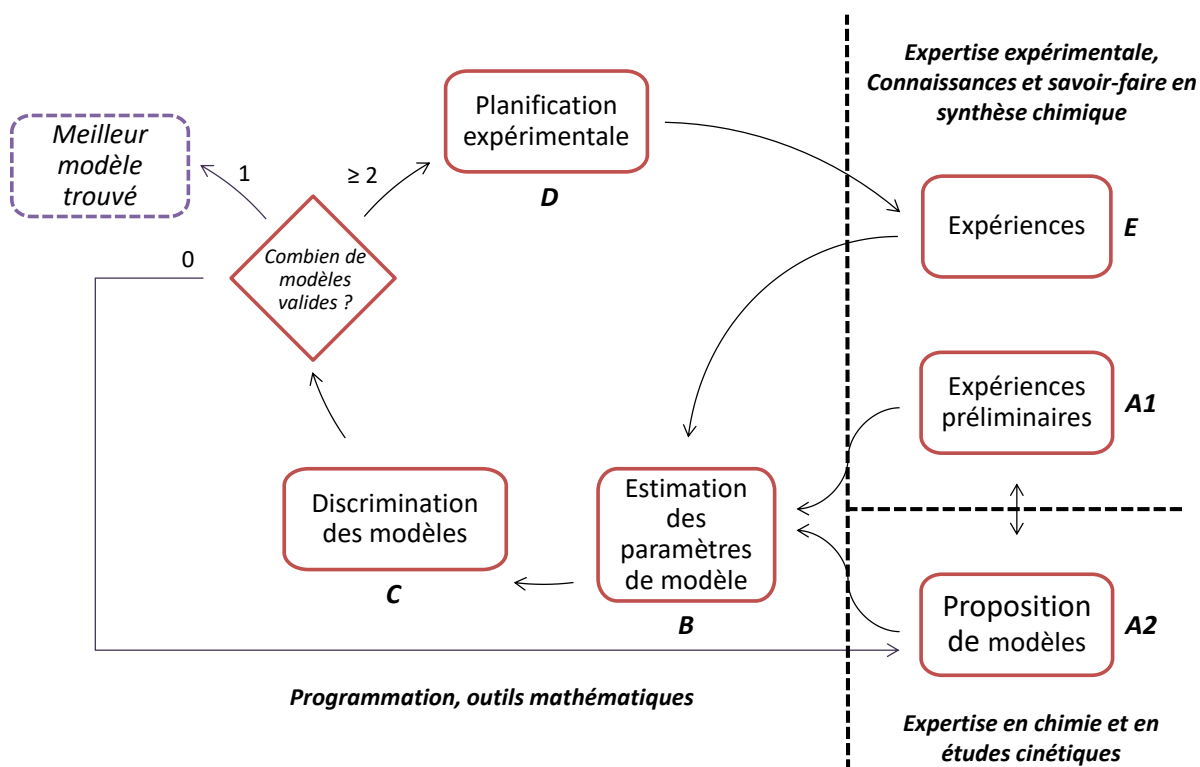 Expertise expérimentale,
Connaissances et savoir-faire en
synthèse chimique
Planification
expérimentale
D
Meilleur
modèle
trouvé
1
≥ 2
0
Combien de
modèles
valides ?
Expériences
E
Expériences
préliminaires
A1
Discrimination
des modèles
C
Estimation
des
paramètres
de modèle
B
Proposition
de modèles
A2
Programmation, outils mathématiques
Expertise en chimie et en
études cinétiques